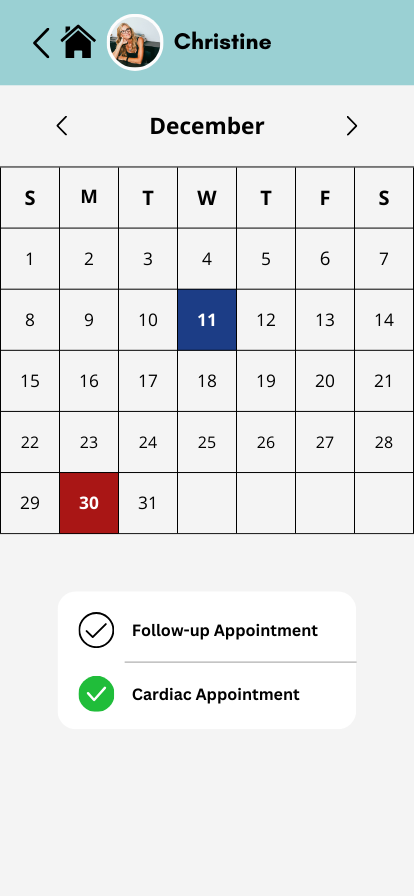 Christine
December
S M T W T F S
1 2 3 4 5 6 7
8 9 10 11 12 13 14
15 16 17 18 19 20 21
22 23 24 25 26 27 28
29 30 31
Follow-up Appointment
Cardiac Appointment